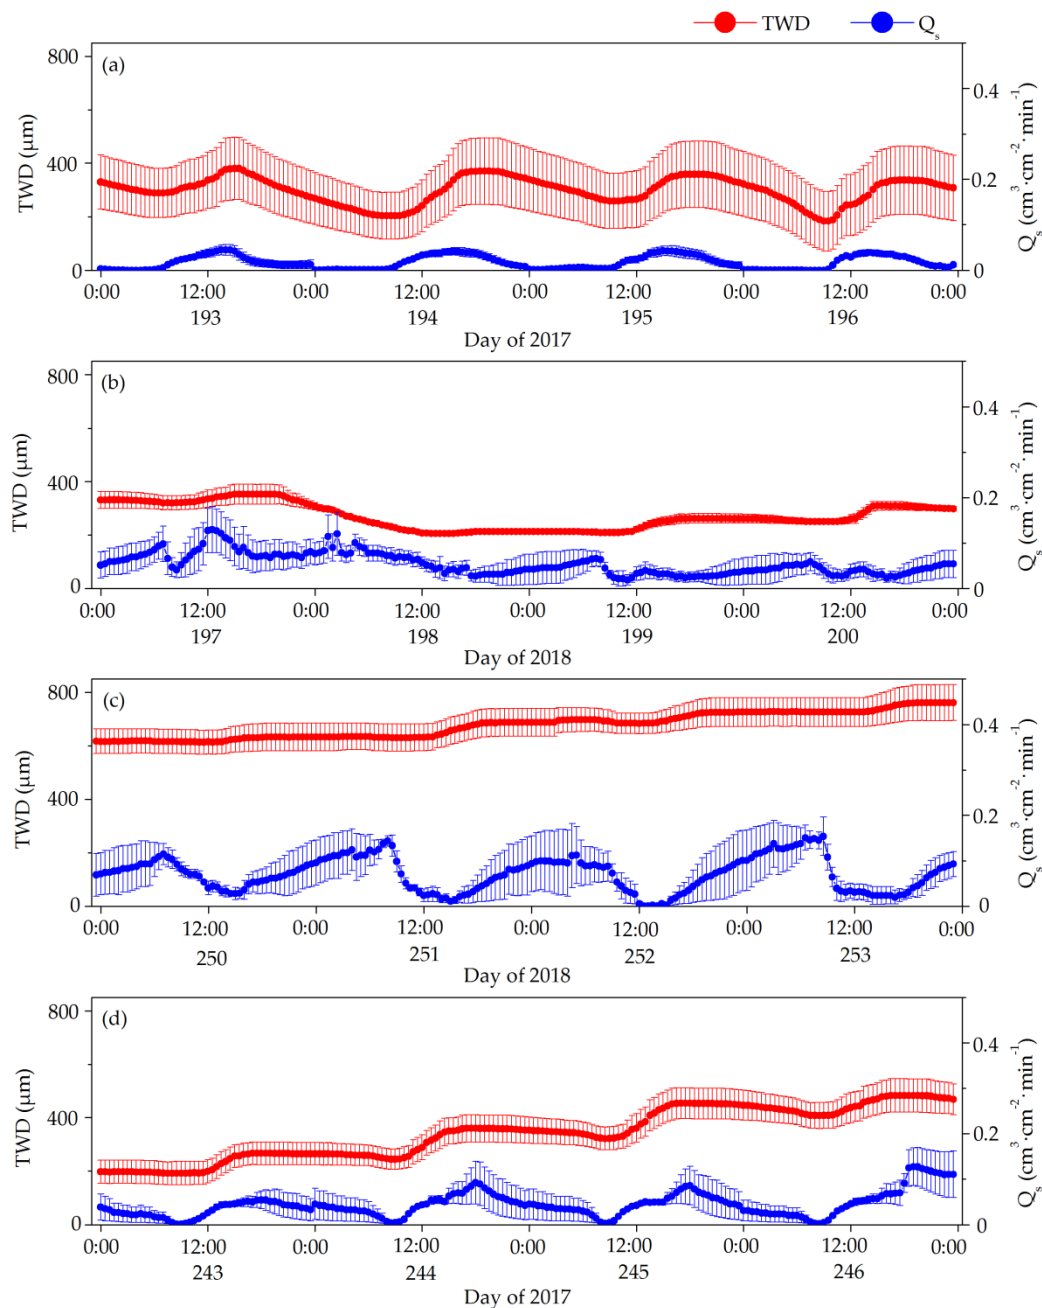 TWD Qs
(a)
800
400
0
TWD (µm)
0.4
0.2
0
Qs (cm³·cm⁻²·min⁻¹)
0:00 12:00 0:00 12:00 0:00 12:00 0:00 12:00 0:00
193 194 195 196
Day of 2017
(b)
800
400
0
TWD (µm)
0.4
0.2
0
Qs (cm³·cm⁻²·min⁻¹)
0:00 12:00 0:00 12:00 0:00 12:00 0:00 12:00 0:00
197 198 199 200
Day of 2018
(c)
800
400
0
TWD (µm)
0.4
0.2
0
Qs (cm³·cm⁻²·min⁻¹)
0:00 12:00 0:00 12:00 0:00 12:00 0:00 12:00 0:00
250 251 252 253
Day of 2018
(d)
800
400
0
TWD (µm)
0.4
0.2
0
Qs (cm³·cm⁻²·min⁻¹)
0:00 12:00 0:00 12:00 0:00 12:00 0:00 12:00 0:00
243 244 245 246
Day of 2017